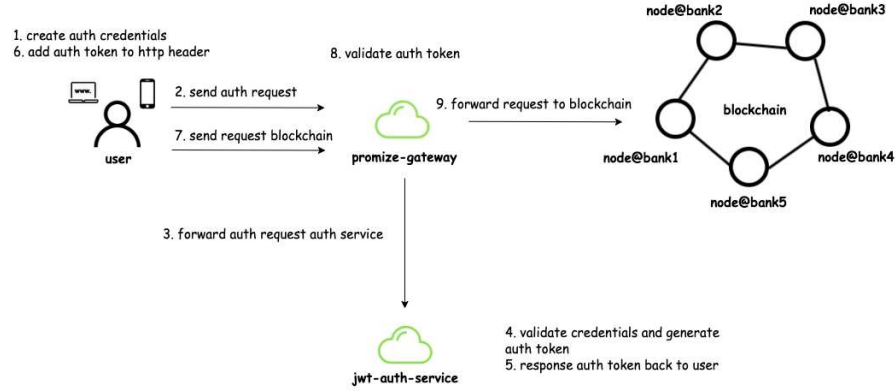 node@bank2
node@bank3
1. create auth credentials
6. add auth token to http header
8. validate auth token
www.
2. send auth request
9. forward request to blockchain
blockchain
7. send request blockchain
user
promize-gateway
node@bank1
node@bank4
node@bank5
3. forward auth request auth service
4. validate credentials and generate
auth token
5. response auth token back to user
jwt-auth-service